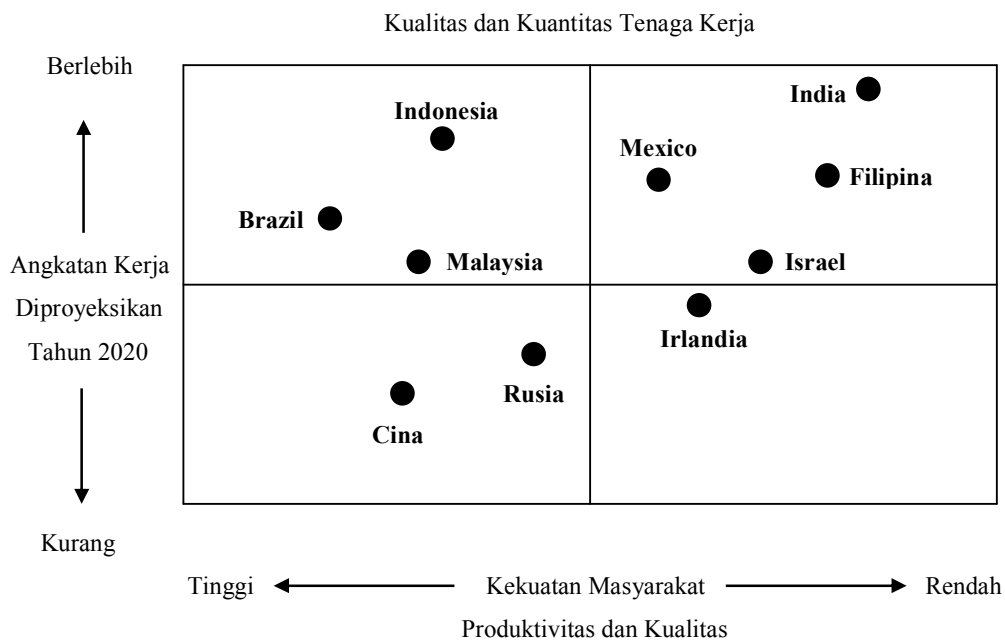 Kualitas dan Kuantitas Tenaga Kerja
Berlebih
India
Indonesia
Mexico
Filipina
Brazil
Malaysia
Israel
Angkatan Kerja
Diproyeksikan
Tahun 2020
Irlandia
Rusia
Cina
Kurang
Tinggi
Kekuatan Masyarakat
Rendah
Produktivitas dan Kualitas